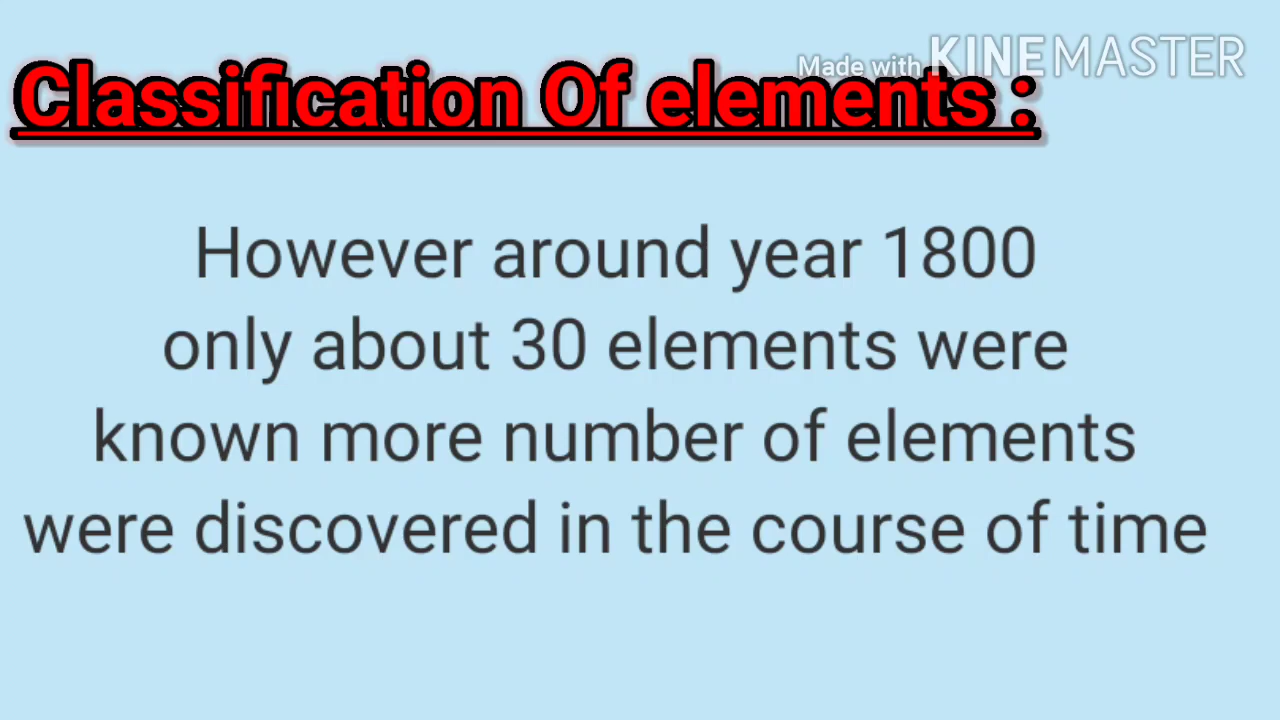 Made with KINEMASTER
Classification Of elements :
However around year 1800
only about 30 elements were
known more number of elements
were discovered in the course of time